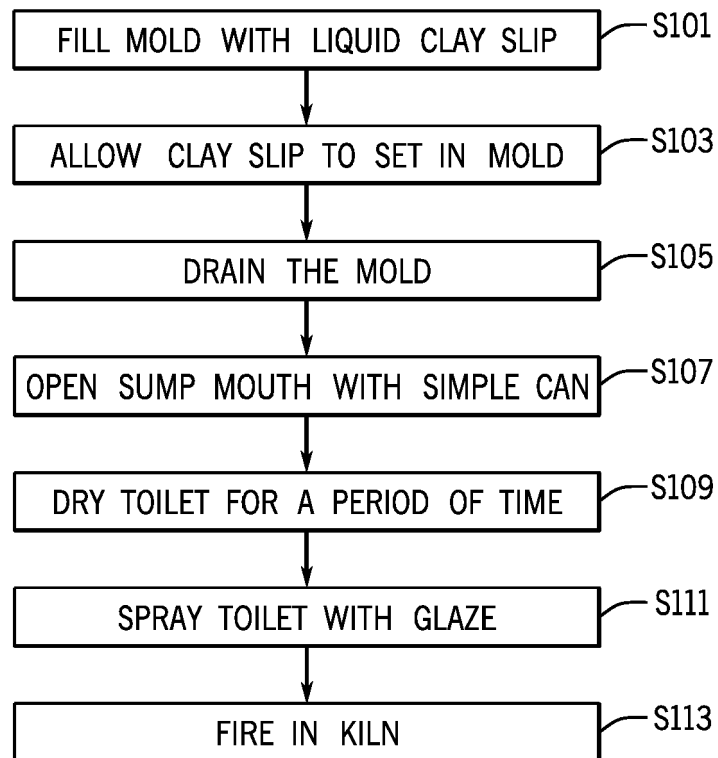 FILL MOLD WITH LIQUID CLAY SLIP S101
ALLOW CLAY SLIP TO SET IN MOLD S103
DRAIN THE MOLD S105
OPEN SUMP MOUTH WITH SIMPLE CAN S107
DRY TOILET FOR A PERIOD OF TIME S109
SPRAY TOILET WITH GLAZE S111
FIRE IN KILN S113